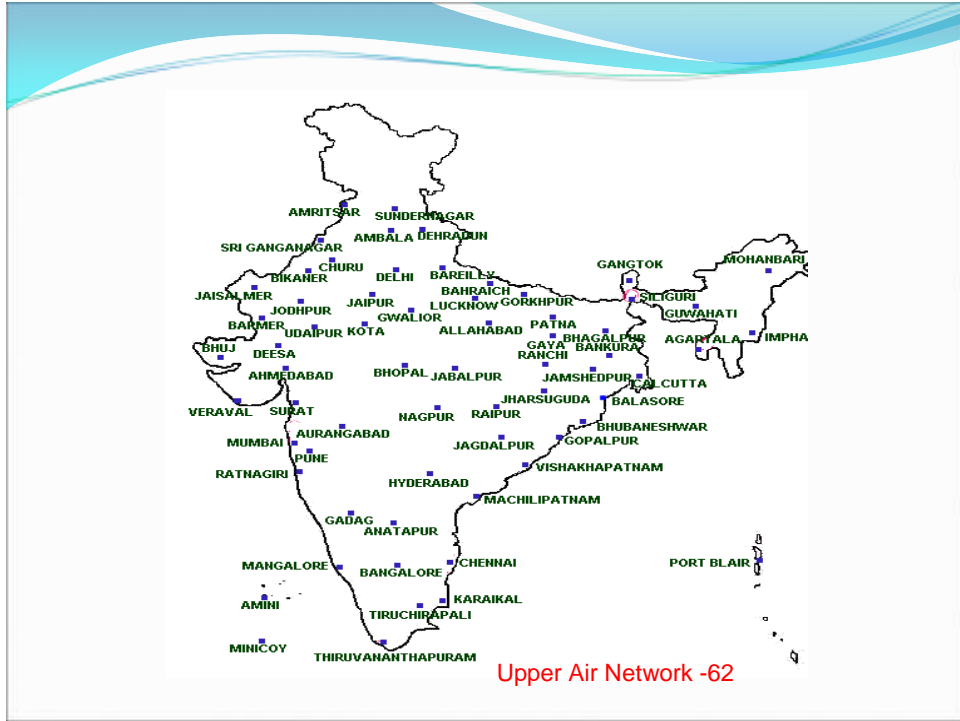 AMRITSAR
SUNDERNAGAR
AMBALA
DEHRADUN
SRI GANGANAGAR
CHURU
BIKANER
DELHI
BAREILLY
GANGTOK
MOHANBARI
BAHRAICH
JAISALMER
JODHPUR
JAIPUR
LUCKNOW
GORKHPUR
SILIGURI
GWALIOR
GUWAHATI
BARMER
UDAIPUR
KOTA
ALLAHABAD
PATNA
BHAGALPUR
AGARTALA
IMPHA
BHUJ
DEESA
GAYA
BANKURA
RANCHI
AHMEDABAD
BHOPAL
JABALPUR
JAMSHEDPUR
CALCUTTA
VERAVAL
SURAT
NAGPUR
RAIPUR
JHARSUGUDA
BALASORE
AURANGABAD
BHUBANESHWAR
MUMBAI
JAGDALPUR
GOPALPUR
PUNE
RATNAGIRI
VISHAKHAPATNAM
HYDERABAD
MACHILIPATNAM
GADAG
ANATAPUR
MANGALORE
BANGALORE
CHENNAI
PORT BLAIR
AMINI
KARAIKAL
TIRUCHIRAPALI
MINICOY
THIRUVANANTHAPURAM
Upper Air Network -62